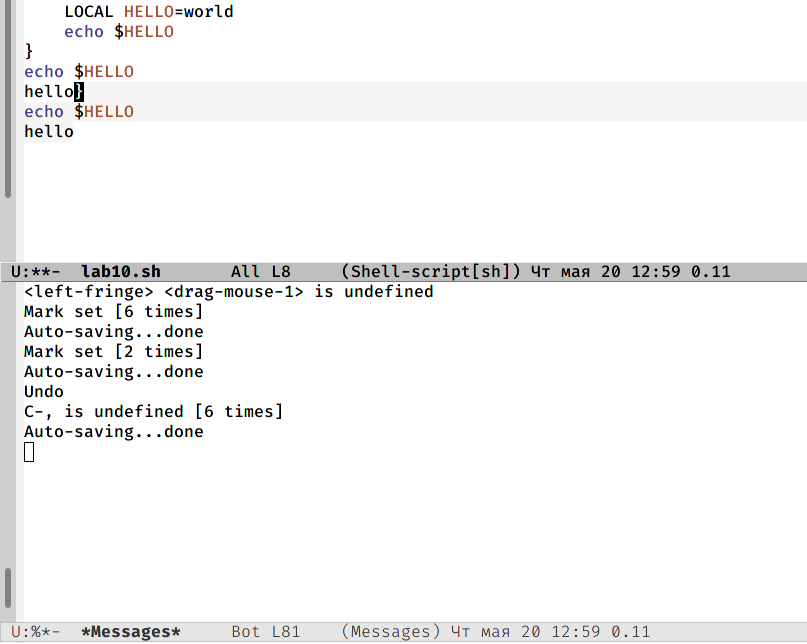 LOCAL HELLO=world
echo $HELLO
}
echo $HELLO
hello}
echo $HELLO
hello
U:**-  lab10.sh       All L8     (Shell-script[sh]) Чт мая 20 12:59 0.11
<left-fringe> <drag-mouse-1> is undefined
Mark set [6 times]
Auto-saving...done
Mark set [2 times]
Auto-saving...done
Undo
C-, is undefined [6 times]
Auto-saving...done
U:%*-  *Messages*     Bot L81    (Messages) Чт мая 20 12:59 0.11